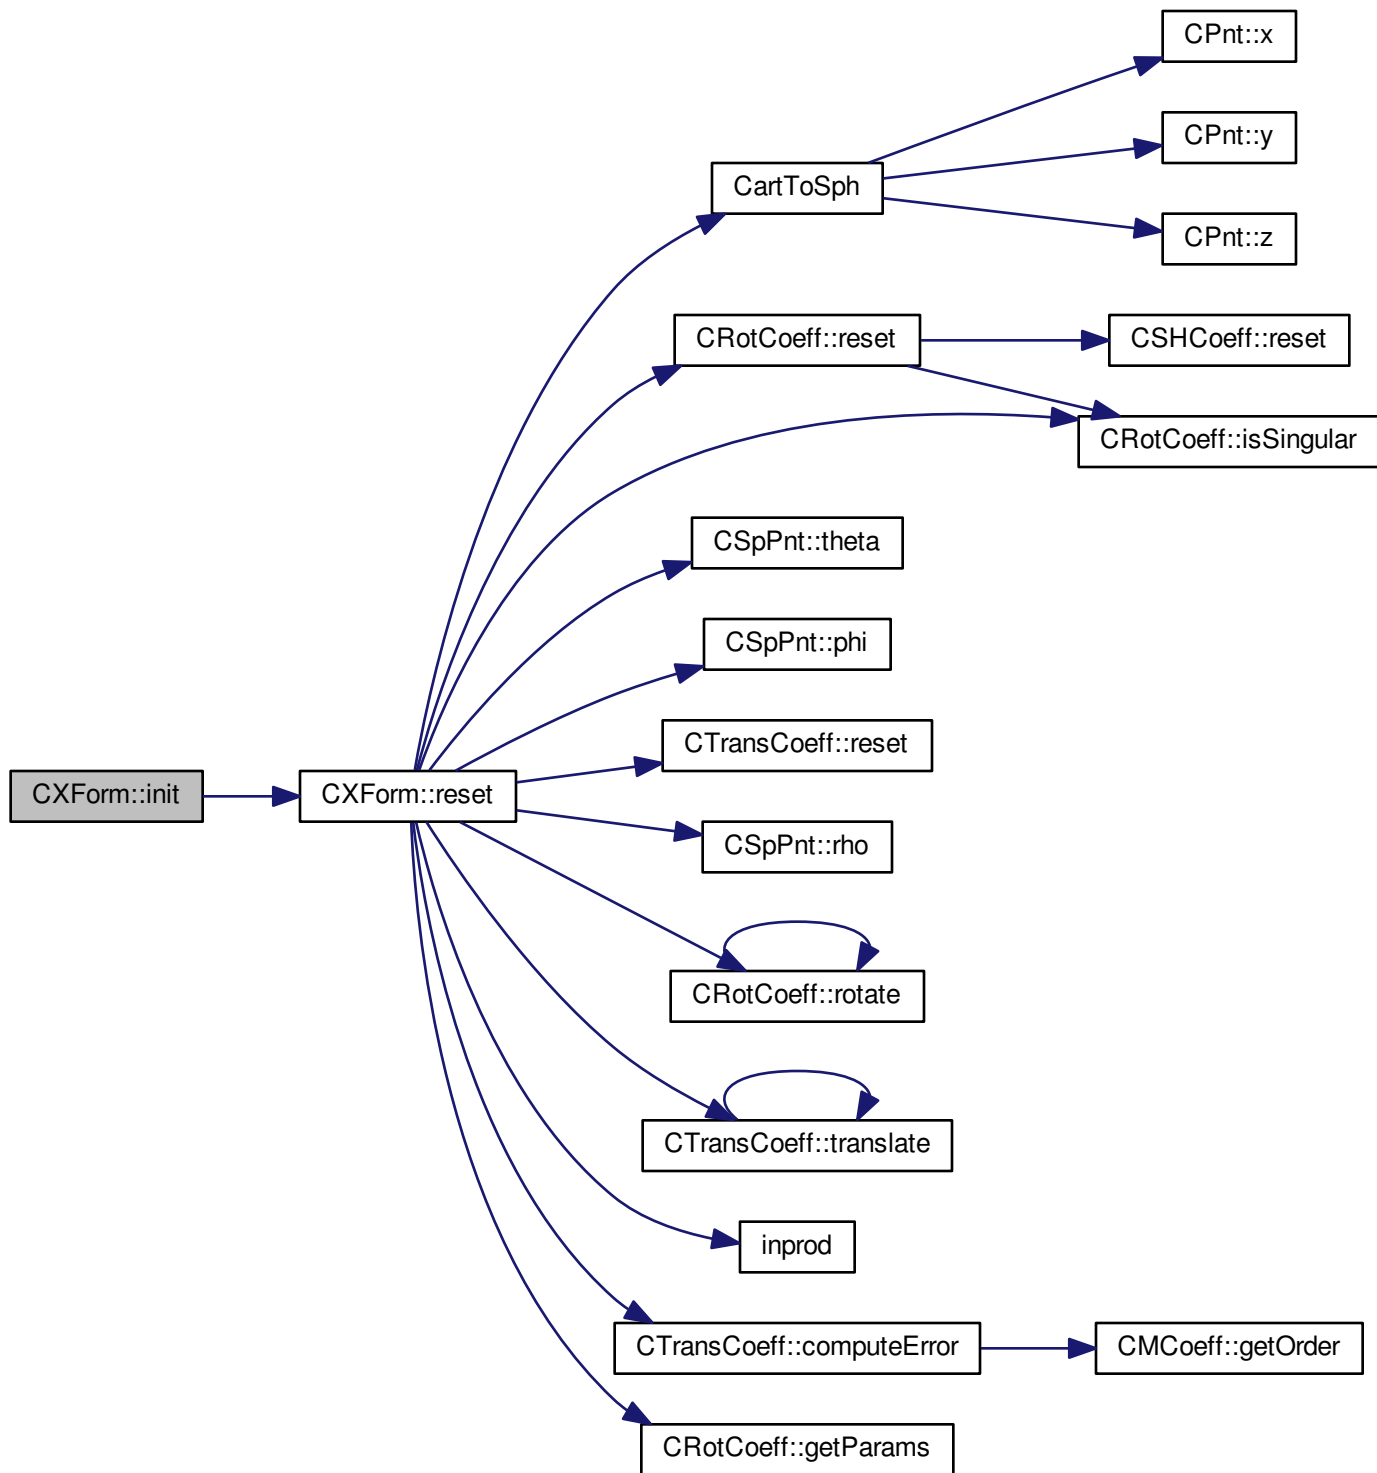 CPnt::x
CPnt::y
CartToSph
CPnt::z
CRotCoeff::reset
CSHCoeff::reset
CRotCoeff::isSingular
CSpPnt::theta
CSpPnt::phi
CTransCoeff::reset
CXForm::init
CXForm::reset
CSpPnt::rho
CRotCoeff::rotate
CTransCoeff::translate
inprod
CTransCoeff::computeError
CMCoeff::getOrder
CRotCoeff::getParams